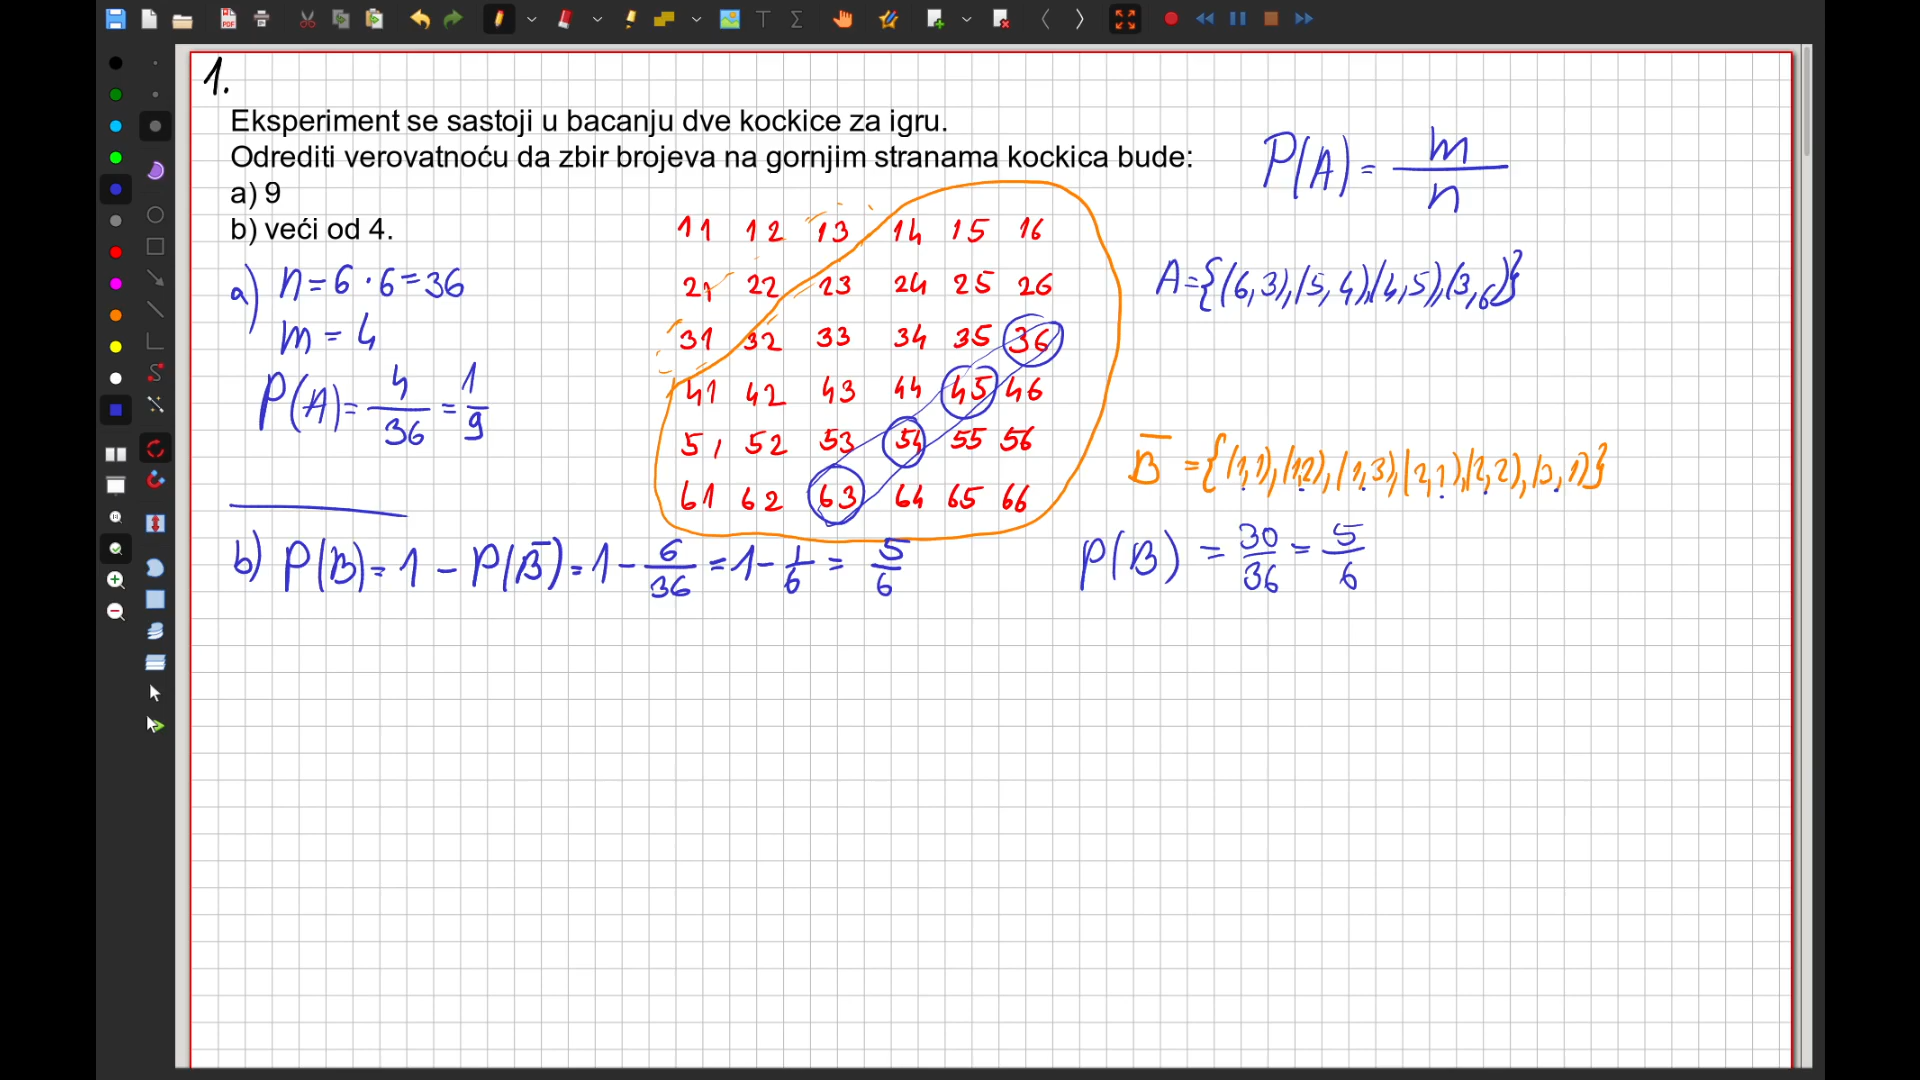 1.
Eksperiment se sastoji u bacanju dve kockice za igru.
Odrediti verovatnoću da zbir brojeva na gornjim stranama kockica bude:
a) 9
b) veći od 4.
P(A) = m/n
a) n = 6 · 6 = 36
m = 4
P(A) = 4/36 = 1/9
11 12 13 14 15 16
21 22 23 24 25 26
31 32 33 34 35 36
41 42 43 44 45 46
51 52 53 54 55 56
61 62 63 64 65 66
A = {(6,3),(5,4),(4,5),(3,6)}
B̅ = {(1,1),(1,2),(1,3),(2,1),(2,2),(3,1)}
b) P(B) = 1 - P(B̅) = 1 - 6/36 = 1 - 1/6 = 5/6
P(B) = 30/36 = 5/6